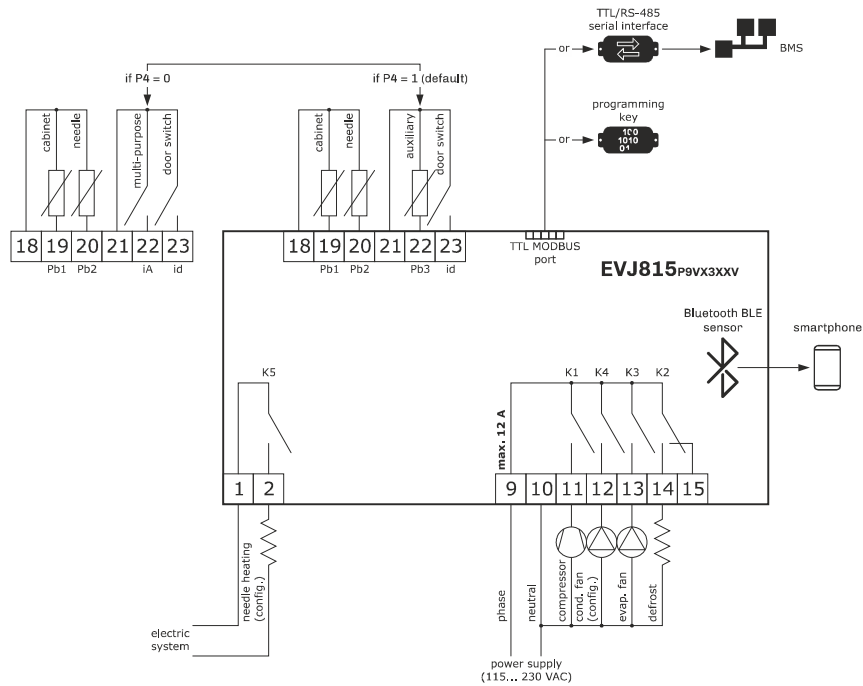 TTL/RS-485
serial interface
or
BMS
if P4 = 0
if P4 = 1 (default)
programming
key
or
100
1010
01
cabinet
needle
multi-purpose
door switch
cabinet
needle
auxiliary
door switch
18 19 20 21 22 23
Pb1 Pb2 iA id
18 19 20 21 22 23
Pb1 Pb2 Pb3 id
TTL MODBUS
port
EVJ815P9VX3XXV
Bluetooth BLE
sensor
smartphone
K5
K1 K4 K3 K2
max. 12 A
1 2
9 10 11 12 13 14 15
needle heating
(config.)
phase
neutral
compressor
cond. fan
(config.)
evap. fan
defrost
electric
system
power supply
(115... 230 VAC)